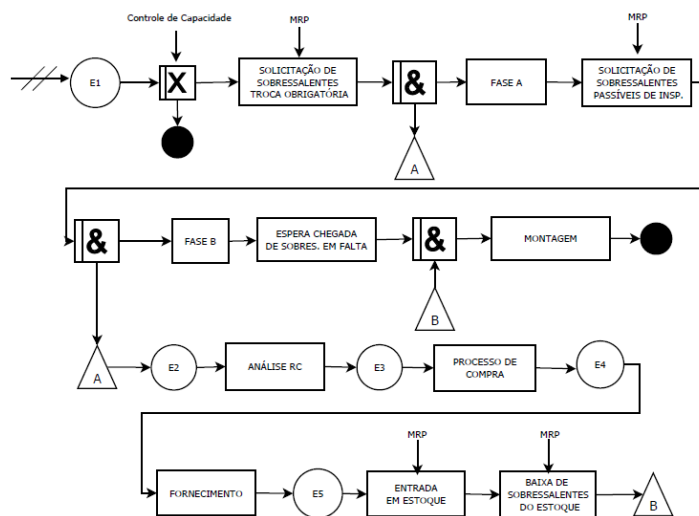 Controle de Capacidade
MRP
MRP
E1
X
SOLICITAÇÃO DE
SOBRESSALENTES
TROCA OBRIGATÓRIA
&
FASE A
SOLICITAÇÃO DE
SOBRESSALENTES
PASSÍVEIS DE INSP.
A
&
FASE B
ESPERA CHEGADA
DE SOBRES. EM FALTA
&
MONTAGEM
B
A
E2
ANÁLISE RC
E3
PROCESSO DE
COMPRA
E4
MRP
MRP
FORNECIMENTO
E5
ENTRADA
EM ESTOQUE
BAIXA DE
SOBRESSALENTES
DO ESTOQUE
B